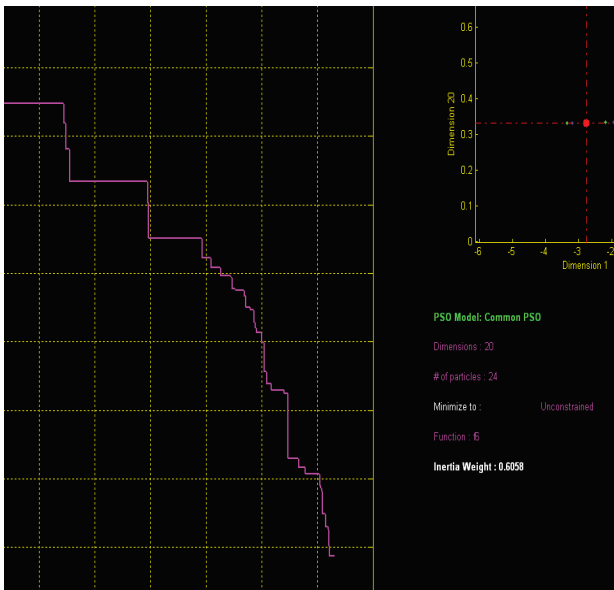 0.6
0.5
0.4
0.3
0.2
0.1
0
Dimension 20
-6
-5
-4
-3
-2
Dimension 1
PSO Model: Common PSO
Dimensions : 20
# of particles : 24
Minimize to : Unconstrained
Function : f6
Inertia Weight : 0.6058